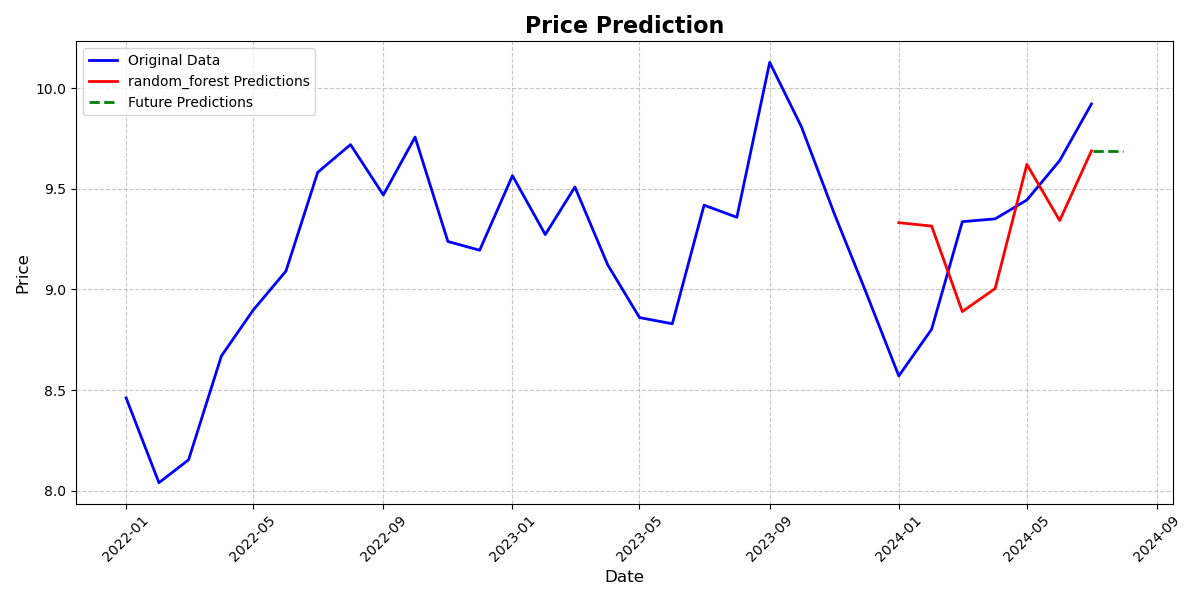 Price Prediction
Original Data
random_forest Predictions
Future Predictions
Price
10.0
9.5
9.0
8.5
8.0
2022-01
2022-05
2022-09
2023-01
2023-05
2023-09
2024-01
2024-05
2024-09
Date